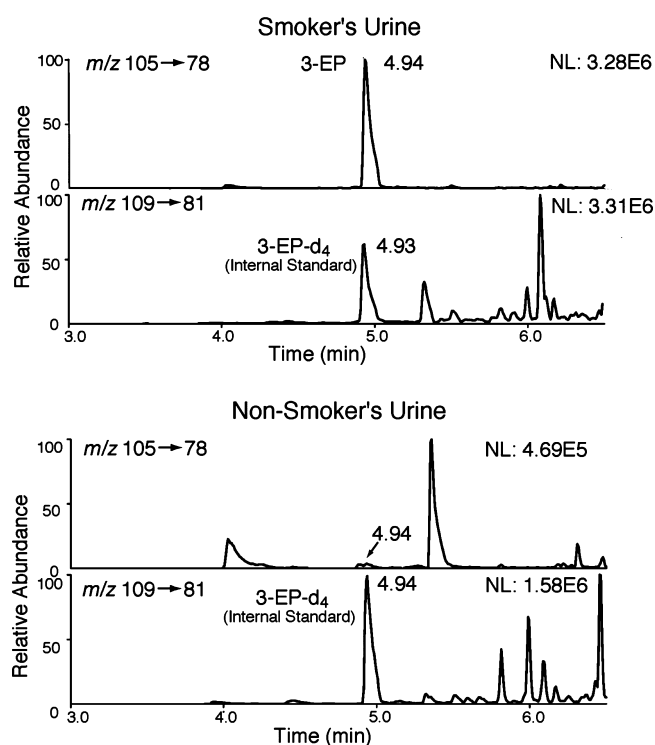 Smoker's Urine
m/z 105→78
3-EP
4.94
NL: 3.28E6
100
50
0
m/z 109→81
NL: 3.31E6
3-EP-d4
(Internal Standard)
4.93
100
50
0
Relative Abundance
3.0 4.0 5.0 6.0
Time (min)
Non-Smoker's Urine
m/z 105→78
NL: 4.69E5
4.94
100
50
0
m/z 109→81
3-EP-d4
(Internal Standard)
4.94
NL: 1.58E6
100
50
0
Relative Abundance
3.0 4.0 5.0 6.0
Time (min)